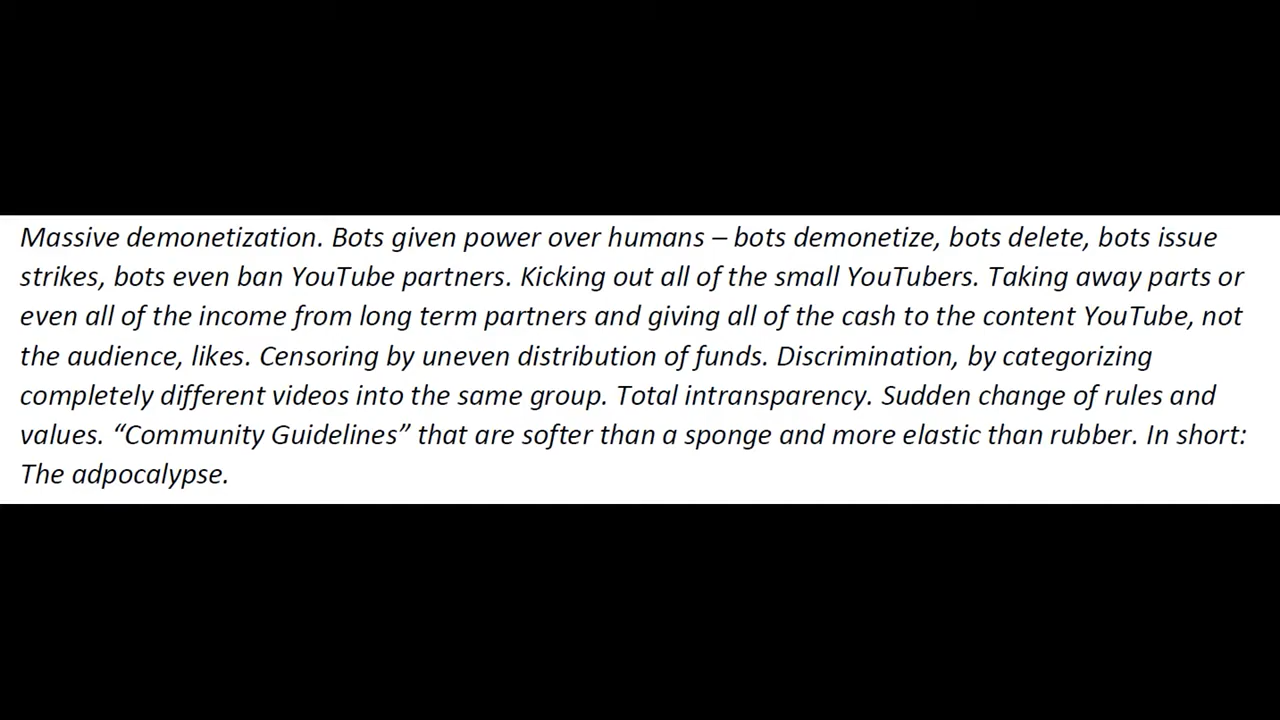 Massive demonetization. Bots given power over humans – bots demonetize, bots delete, bots issue
strikes, bots even ban YouTube partners. Kicking out all of the small YouTubers. Taking away parts or
even all of the income from long term partners and giving all of the cash to the content YouTube, not
the audience, likes. Censoring by uneven distribution of funds. Discrimination, by categorizing
completely different videos into the same group. Total intransparency. Sudden change of rules and
values. “Community Guidelines” that are softer than a sponge and more elastic than rubber. In short:
The adpocalypse.